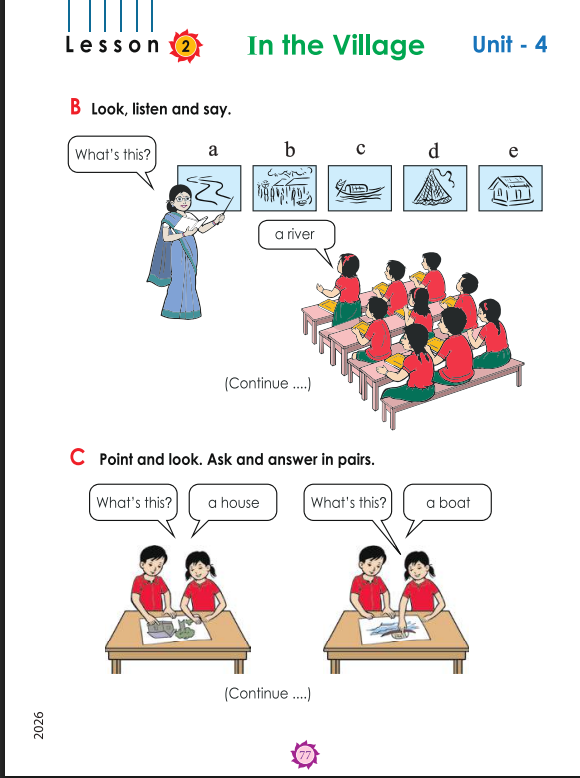 Lesson 2 In the Village Unit - 4
B Look, listen and say.
What's this?
a b c d e
a river
(Continue ....)
C Point and look. Ask and answer in pairs.
What's this? a house What's this? a boat
(Continue ....)
2026
77